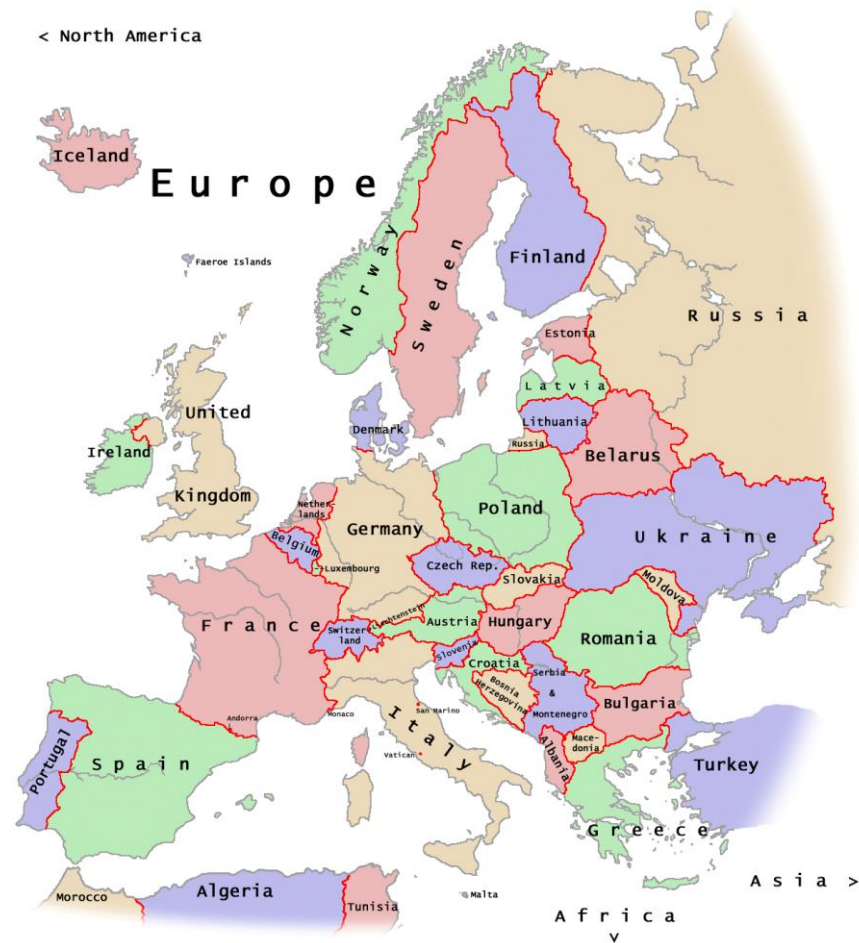 < North America
Iceland
Europe
Faeroe Islands
Norway
Sweden
Finland
Russia
Estonia
Latvia
Lithuania
Russia
Belarus
United
Kingdom
Ireland
Denmark
Nether-
lands
Belgium
Luxembourg
Germany
Poland
Ukraine
Czech Rep.
Slovakia
Moldova
France
Switzer-
land
Liechtenstein
Austria
Hungary
Romania
Slovenia
Croatia
Bosnia
Herzegovina
Serbia
&
Montenegro
Bulgaria
Monaco
San Marino
Italy
Vatican
Andorra
Portugal
Spain
Albania
Mace-
donia
Greece
Turkey
Morocco
Algeria
Tunisia
Malta
Asia >
Africa
v